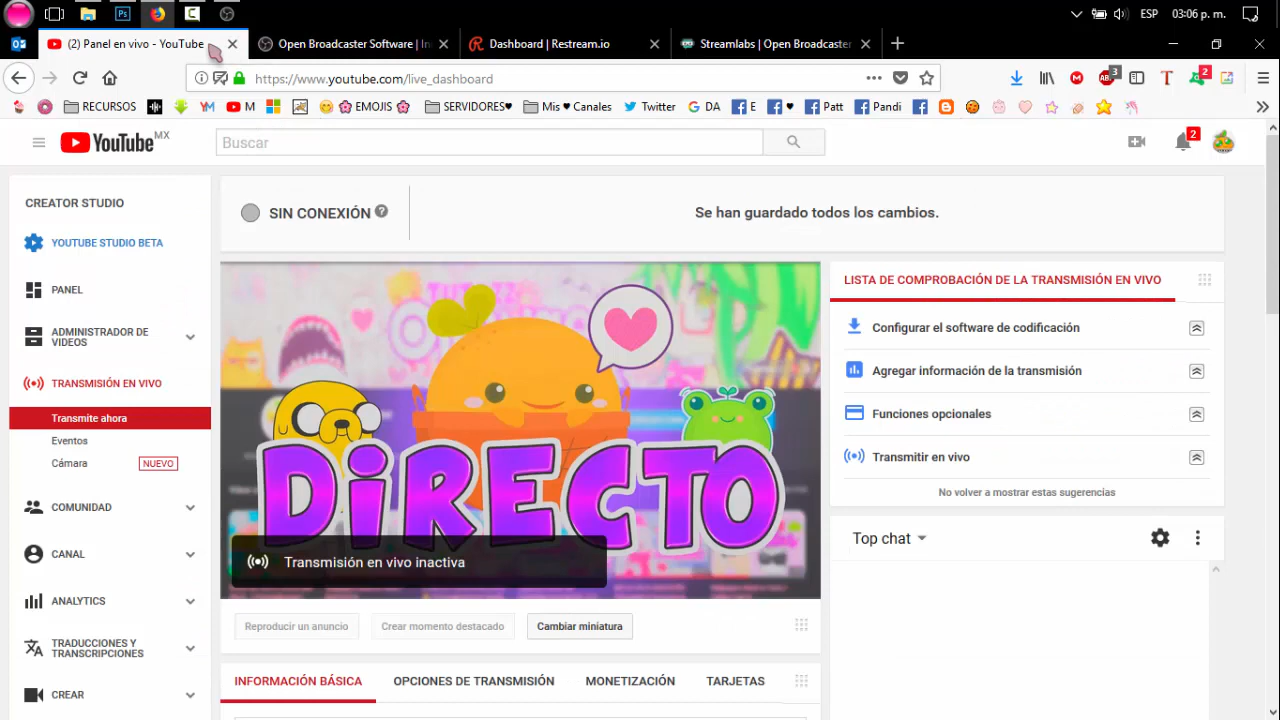 ESP 03:06 p. m.
(2) Panel en vivo - YouTube
Open Broadcaster Software | In
Dashboard | Restream.io
Streamlabs | Open Broadcaster
https://www.youtube.com/live_dashboard
3
2
RECURSOS
M
EMOJIS
SERVIDORES♥
Mis ♥ Canales
Twitter
DA
E
♥
Patt
Pandi
YouTube MX
Buscar
2
CREATOR STUDIO
YOUTUBE STUDIO BETA
PANEL
ADMINISTRADOR DE
VIDEOS
TRANSMISIÓN EN VIVO
Transmite ahora
Eventos
Cámara NUEVO
COMUNIDAD
CANAL
ANALYTICS
TRADUCCIONES Y
TRANSCRIPCIONES
CREAR
SIN CONEXIÓN ?
Se han guardado todos los cambios.
DiRECTO
Transmisión en vivo inactiva
Reproducir un anuncio
Crear momento destacado
Cambiar miniatura
INFORMACIÓN BÁSICA
OPCIONES DE TRANSMISIÓN
MONETIZACIÓN
TARJETAS
LISTA DE COMPROBACIÓN DE LA TRANSMISIÓN EN VIVO
Configurar el software de codificación
Agregar información de la transmisión
Funciones opcionales
Transmitir en vivo
No volver a mostrar estas sugerencias
Top chat